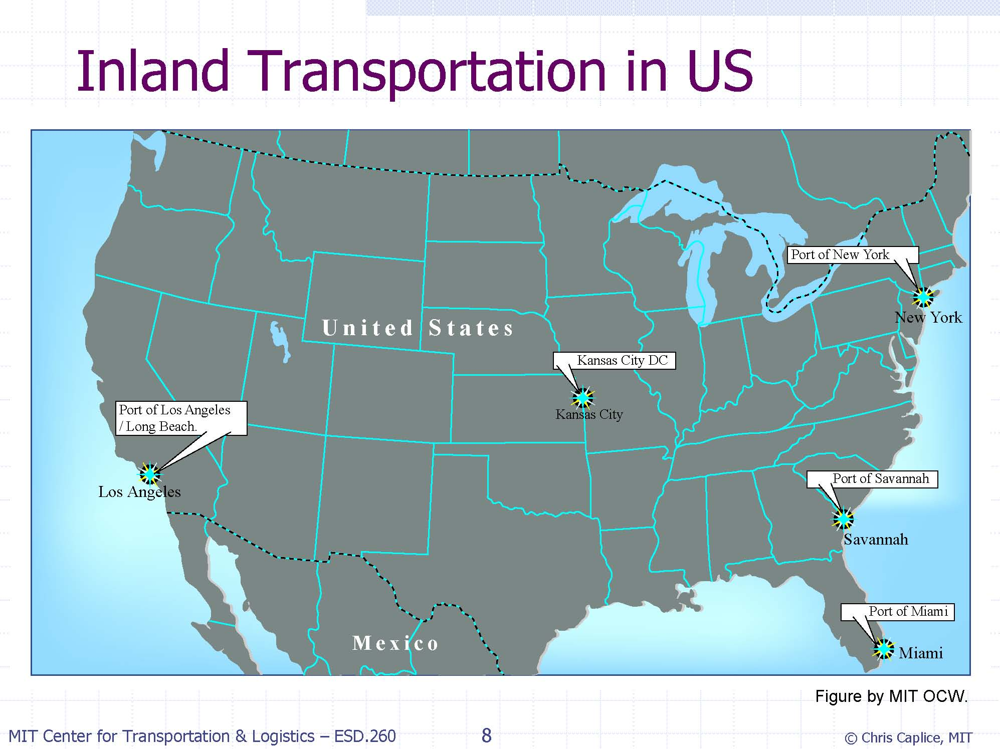 Inland Transportation in US
Port of New York
New York
United States
Kansas City DC
Kansas City
Port of Los Angeles
/ Long Beach.
Los Angeles
Port of Savannah
Savannah
Port of Miami
Miami
Mexico
Figure by MIT OCW.
MIT Center for Transportation & Logistics – ESD.260
8
© Chris Caplice, MIT